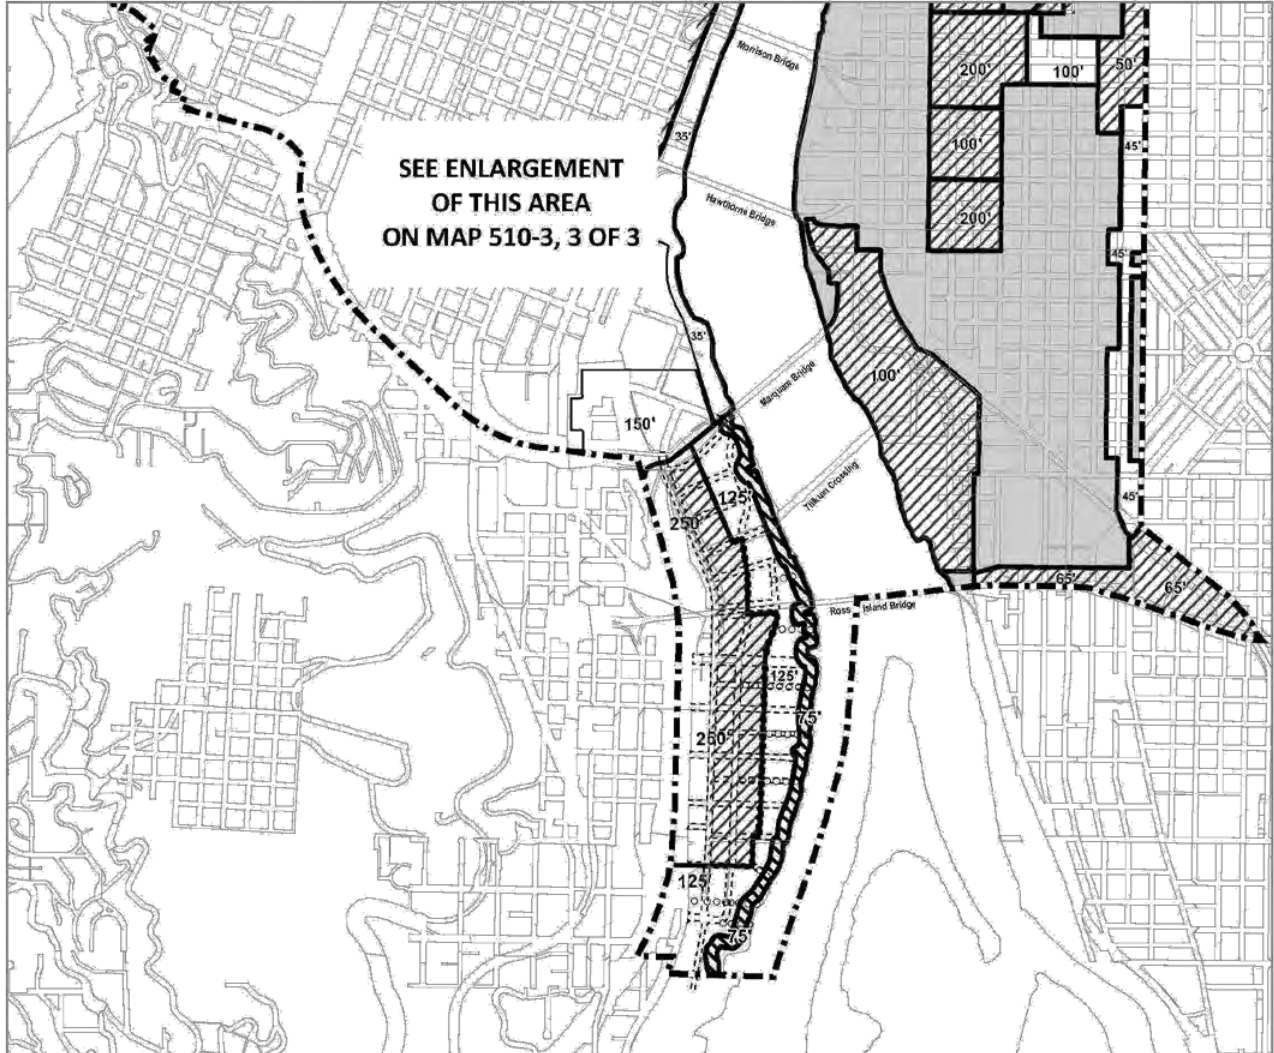 Morrison Bridge
200'
100'
50'
35'
100'
45'
SEE ENLARGEMENT
OF THIS AREA
ON MAP 510-3, 3 OF 3
Hawthorne Bridge
200'
45'
35'
Marquam Bridge
100'
150'
Tilikum Crossing
125'
45'
250'
65'
65'
Ross Island Bridge
125'
75'
250'
125'
75'